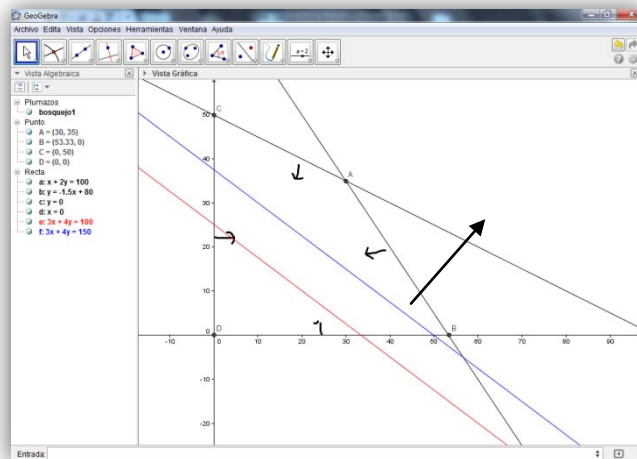 GeoGebra
Archivo Edita Vista Opciones Herramientas Ventana Ayuda
a=2
Vista Algebraica
Vista Gráfica
Plumazos
bosquejo1
Punto
A = (30, 35)
B = (53.33, 0)
C = (0, 50)
D = (0, 0)
Recta
a: x + 2y = 100
b: y = -1.5x + 80
c: y = 0
d: x = 0
e: 3x + 4y = 100
f: 3x + 4y = 150
C
50
40
A
30
20
10
0 D B
-10 0 10 20 30 40 50 60 70 80 90
-10
-20
Entrada: